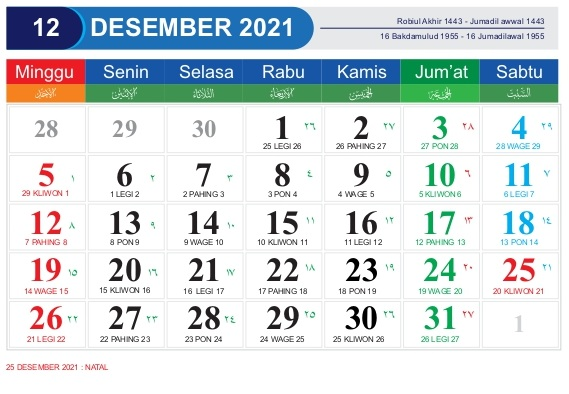 12 DESEMBER 2021
Robiul Akhir 1443 - Jumadil awwal 1443
16 Bakdamulud 1955 - 16 Jumadilawal 1955
Minggu Senin Selasa Rabu Kamis Jum'at Sabtu
الأحد الإثنين الثلاثاء الأربعاء الخميس الجمعة السبت
28 29 30 1 ٢٦ 2 ٢٧ 3 ٢٨ 4 ٢٩
25 LEGI 26 26 PAHING 27 27 PON 28 28 WAGE 29
5 ١ 6 ٢ 7 ٣ 8 ٤ 9 ٥ 10 ٦ 11 ٧
29 KLIWON 1 1 LEGI 2 2 PAHING 3 3 PON 4 4 WAGE 5 5 KLIWON 6 6 LEGI 7
12 ٨ 13 ٩ 14 ١٠ 15 ١١ 16 ١٢ 17 ١٣ 18 ١٤
7 PAHING 8 8 PON 9 9 WAGE 10 10 KLIWON 11 11 LEGI 12 12 PAHING 13 13 PON 14
19 ١٥ 20 ١٦ 21 ١٧ 22 ١٨ 23 ١٩ 24 ٢٠ 25 ٢١
14 WAGE 15 15 KLIWON 16 16 LEGI 17 17 PAHING 18 18 PON 19 19 WAGE 20 20 KLIWON 21
26 ٢٢ 27 ٢٣ 28 ٢٤ 29 ٢٥ 30 ٢٦ 31 ٢٧ 1
21 LEGI 22 22 PAHING 23 23 PON 24 24 WAGE 25 25 KLIWON 26 26 LEGI 27
25 DESEMBER 2021 : NATAL